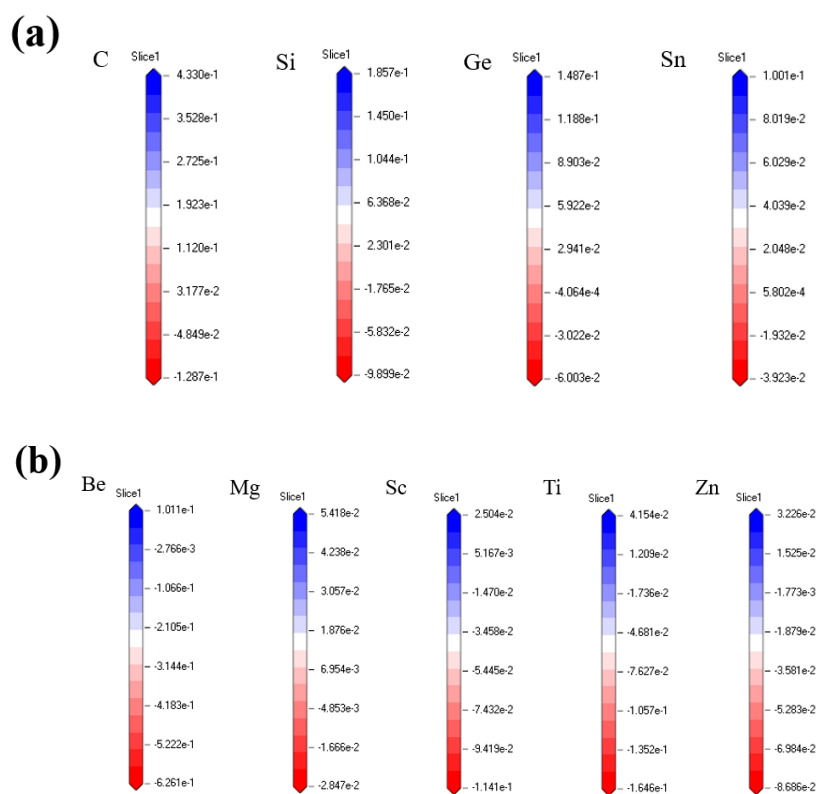 (a)
C
Slice1
4.330e-1
3.528e-1
2.725e-1
1.923e-1
1.120e-1
3.177e-2
-4.849e-2
-1.287e-1
Si
Slice1
1.857e-1
1.450e-1
1.044e-1
6.368e-2
2.301e-2
-1.765e-2
-5.832e-2
-9.899e-2
Ge
Slice1
1.487e-1
1.188e-1
8.903e-2
5.922e-2
2.941e-2
-4.064e-4
-3.022e-2
-6.003e-2
Sn
Slice1
1.001e-1
8.019e-2
6.029e-2
4.039e-2
2.048e-2
5.802e-4
-1.932e-2
-3.923e-2
(b)
Be
Slice1
1.011e-1
-2.766e-3
-1.066e-1
-2.105e-1
-3.144e-1
-4.183e-1
-5.222e-1
-6.261e-1
Mg
Slice1
5.418e-2
4.238e-2
3.057e-2
1.876e-2
6.954e-3
-4.853e-3
-1.666e-2
-2.847e-2
Sc
Slice1
2.504e-2
5.167e-3
-1.470e-2
-3.458e-2
-5.445e-2
-7.432e-2
-9.419e-2
-1.141e-1
Ti
Slice1
4.154e-2
1.209e-2
-1.736e-2
-4.681e-2
-7.627e-2
-1.057e-1
-1.352e-1
-1.646e-1
Zn
Slice1
3.226e-2
1.525e-2
-1.773e-3
-1.879e-2
-3.581e-2
-5.283e-2
-6.984e-2
-8.686e-2